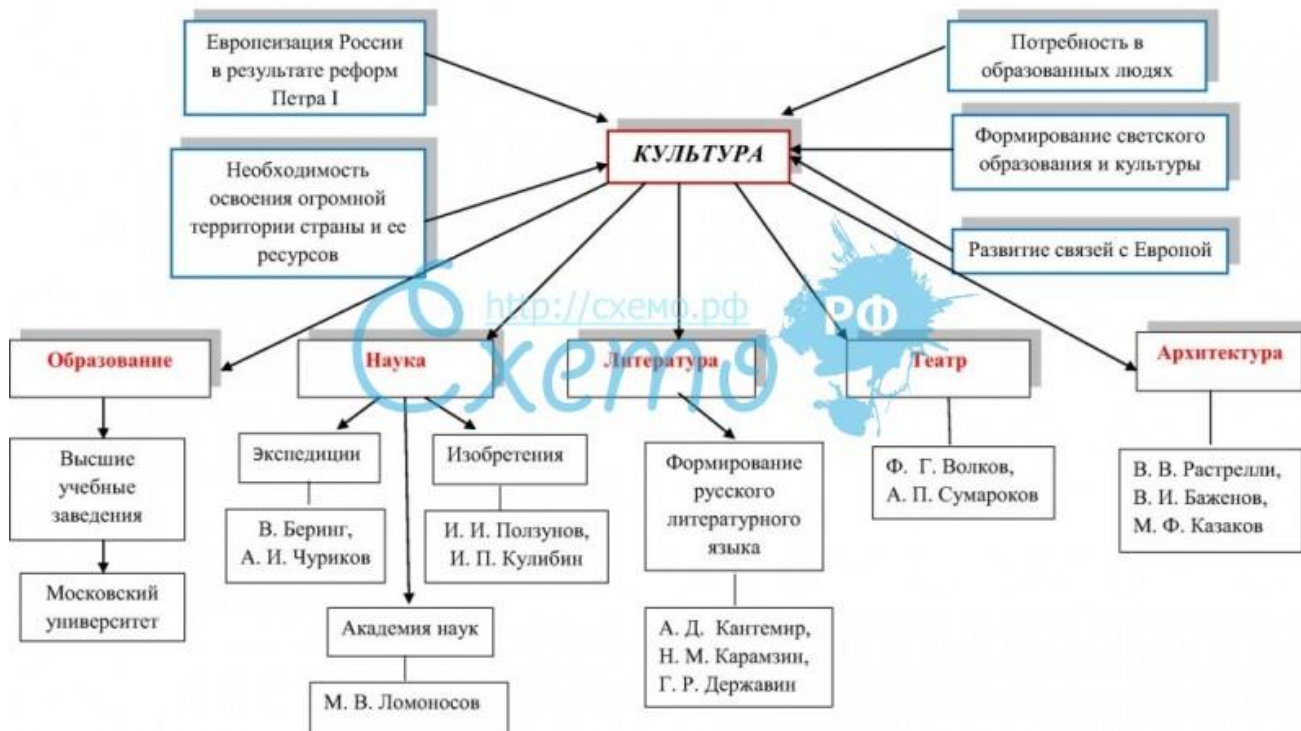 Европеизация России
в результате реформ
Петра I
Потребность в
образованных людях
КУЛЬТУРА
Необходимость
освоения огромной
территории страны и ее
ресурсов
Формирование светского
образования и культуры
Развитие связей с Европой
http://схемо.рф
Схемо
РФ
Образование
Наука
Литература
Театр
Архитектура
Высшие
учебные
заведения
Московский
университет
Экспедиции
В. Беринг,
А. И. Чуриков
Изобретения
И. И. Ползунов,
И. П. Кулибин
Академия наук
М. В. Ломоносов
Формирование
русского
литературного
языка
А. Д. Кантемир,
Н. М. Карамзин,
Г. Р. Державин
Ф. Г. Волков,
А. П. Сумароков
В. В. Растрелли,
В. И. Баженов,
М. Ф. Казаков